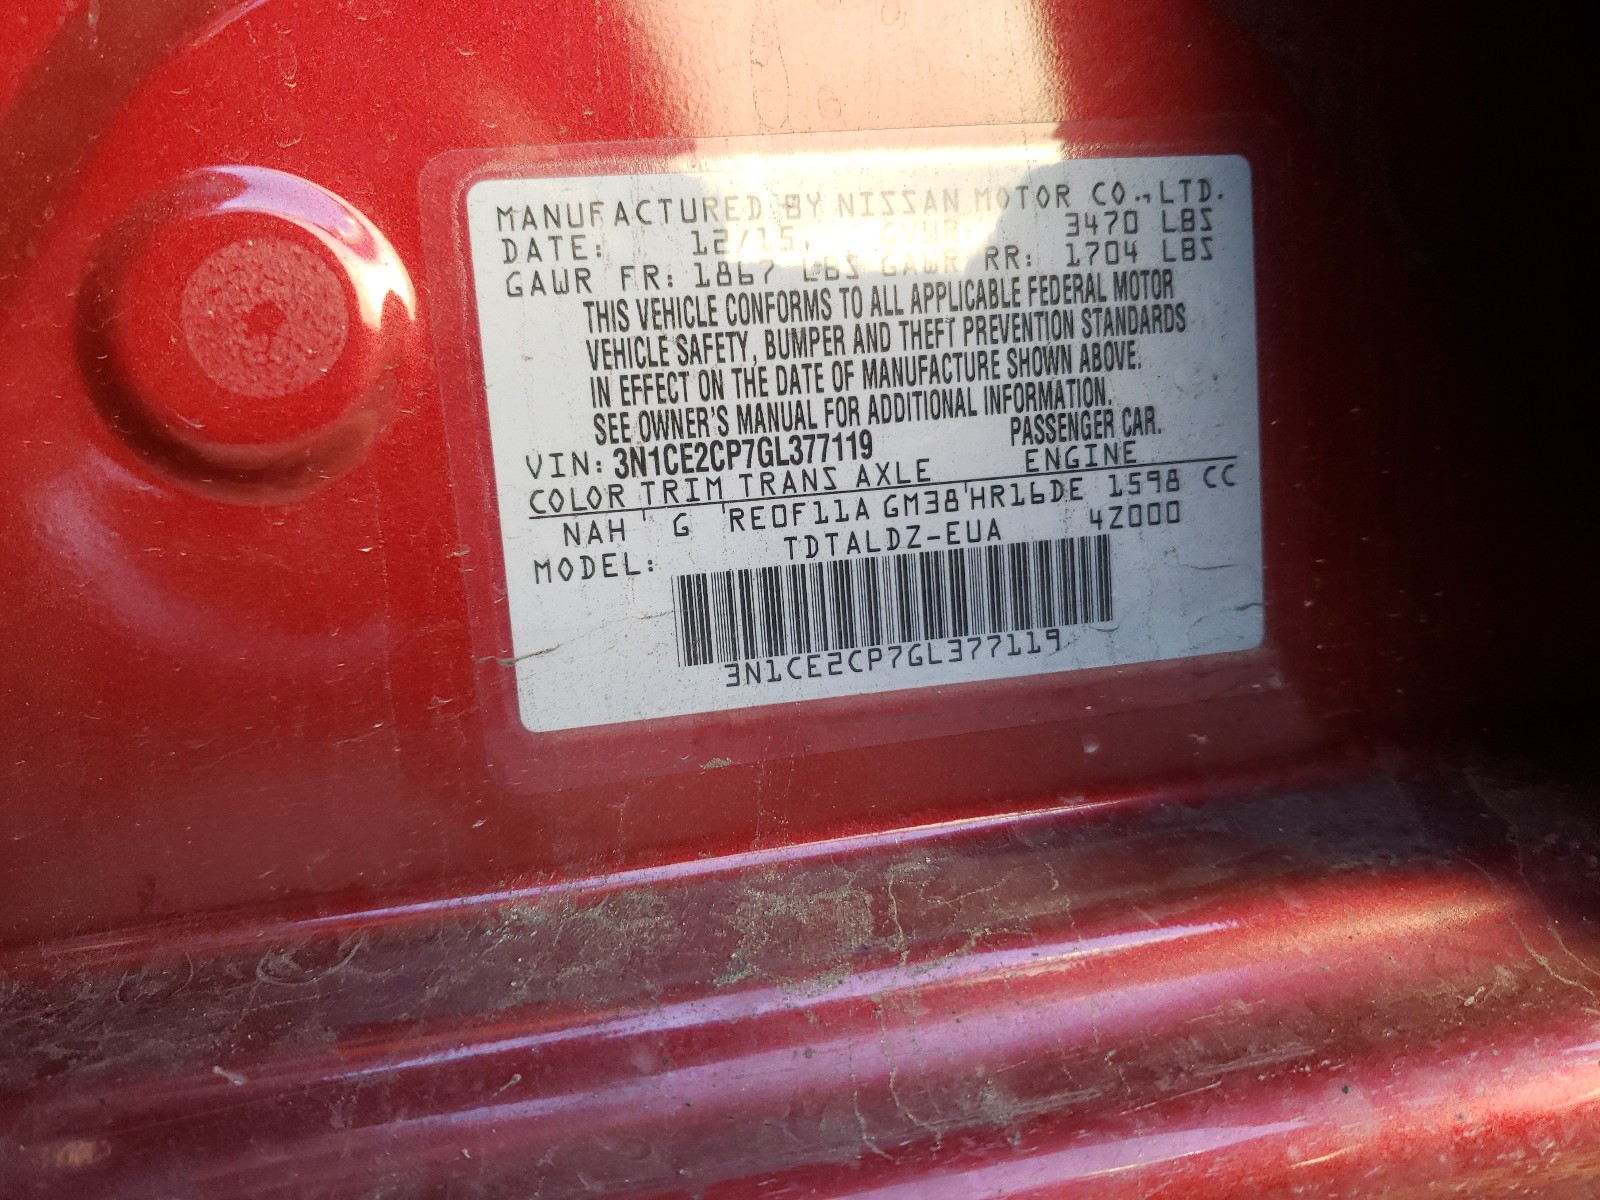 MANUFACTURED BY NISSAN MOTOR CO.,LTD.
DATE: 12/15. GVWR: 3470 LBS
GAWR FR: 1867 LBS GAWR RR: 1704 LBS
THIS VEHICLE CONFORMS TO ALL APPLICABLE FEDERAL MOTOR
VEHICLE SAFETY, BUMPER AND THEFT PREVENTION STANDARDS
IN EFFECT ON THE DATE OF MANUFACTURE SHOWN ABOVE.
SEE OWNER'S MANUAL FOR ADDITIONAL INFORMATION.
VIN: 3N1CE2CP7GL377119 PASSENGER CAR.
COLOR TRIM TRANS AXLE ENGINE
NAH G RE0F11A GM38 HR16DE 1598 CC
MODEL: TDTALDZ-EUA 4Z000
3N1CE2CP7GL377119